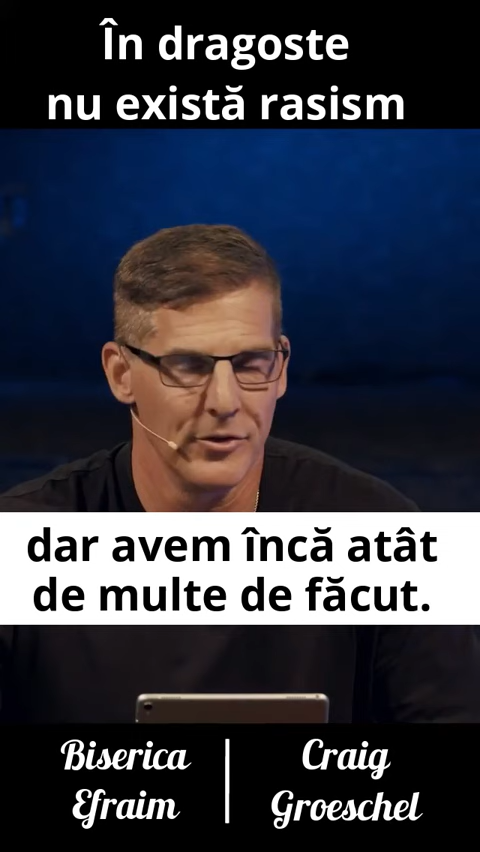 În dragoste
nu există rasism
dar avem încă atât
de multe de făcut.
Biserica
Efraim
Craig
Groeschel